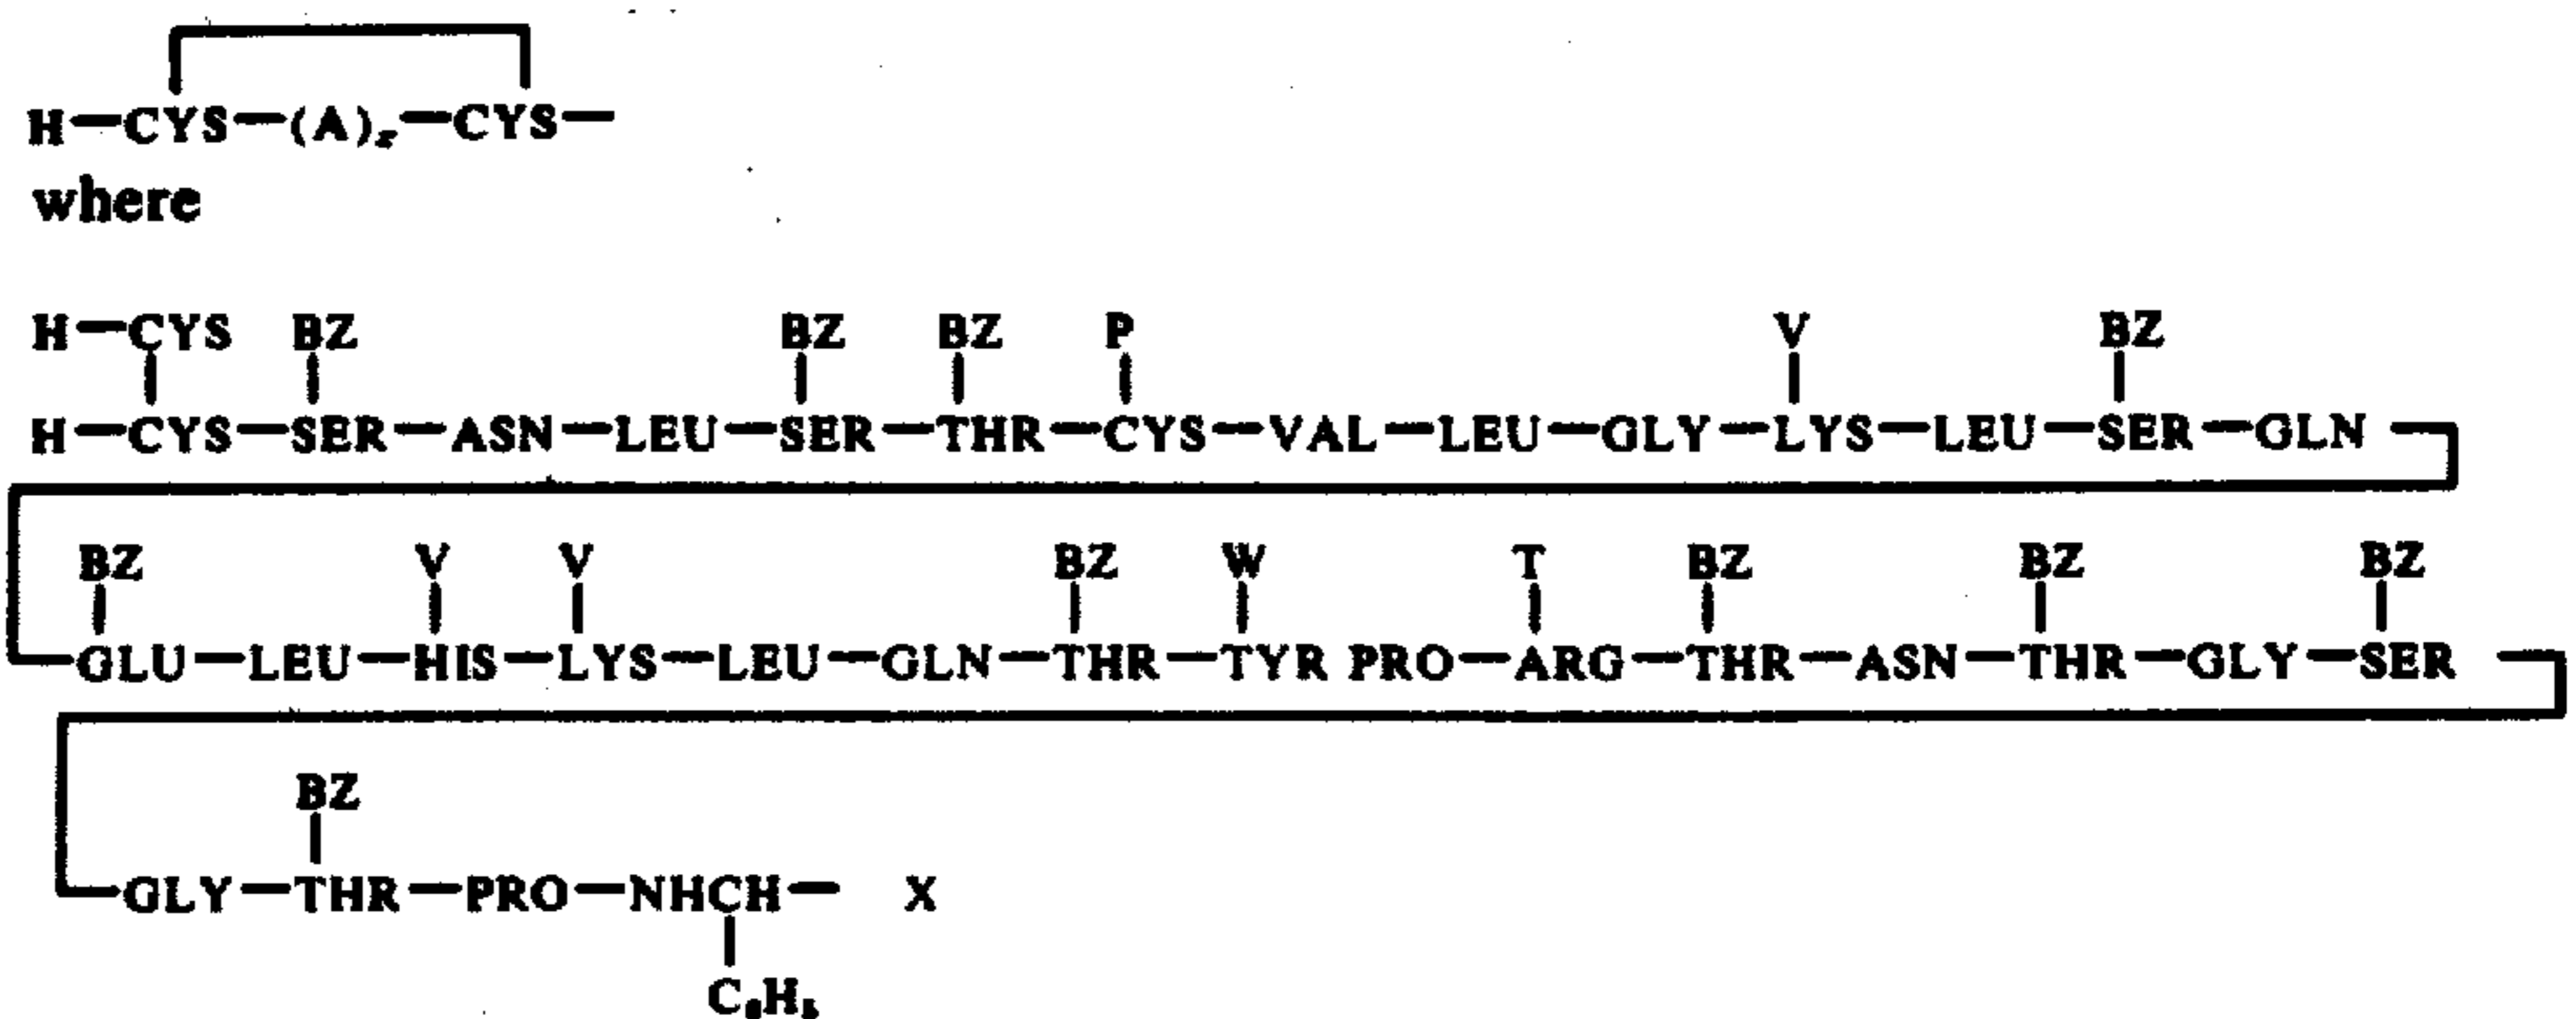 H—CYS—(A)z—CYS—
where
H—CYS BZ BZ BZ P V BZ
H—CYS—SER—ASN—LEU—SER—THR—CYS—VAL—LEU—GLY—LYS—LEU—SER—GLN
BZ V V BZ W T BZ BZ BZ
GLU—LEU—HIS—LYS—LEU—GLN—THR—TYR PRO—ARG—THR—ASN—THR—GLY—SER
BZ
GLY—THR—PRO—NHCH— X
C₆H₅